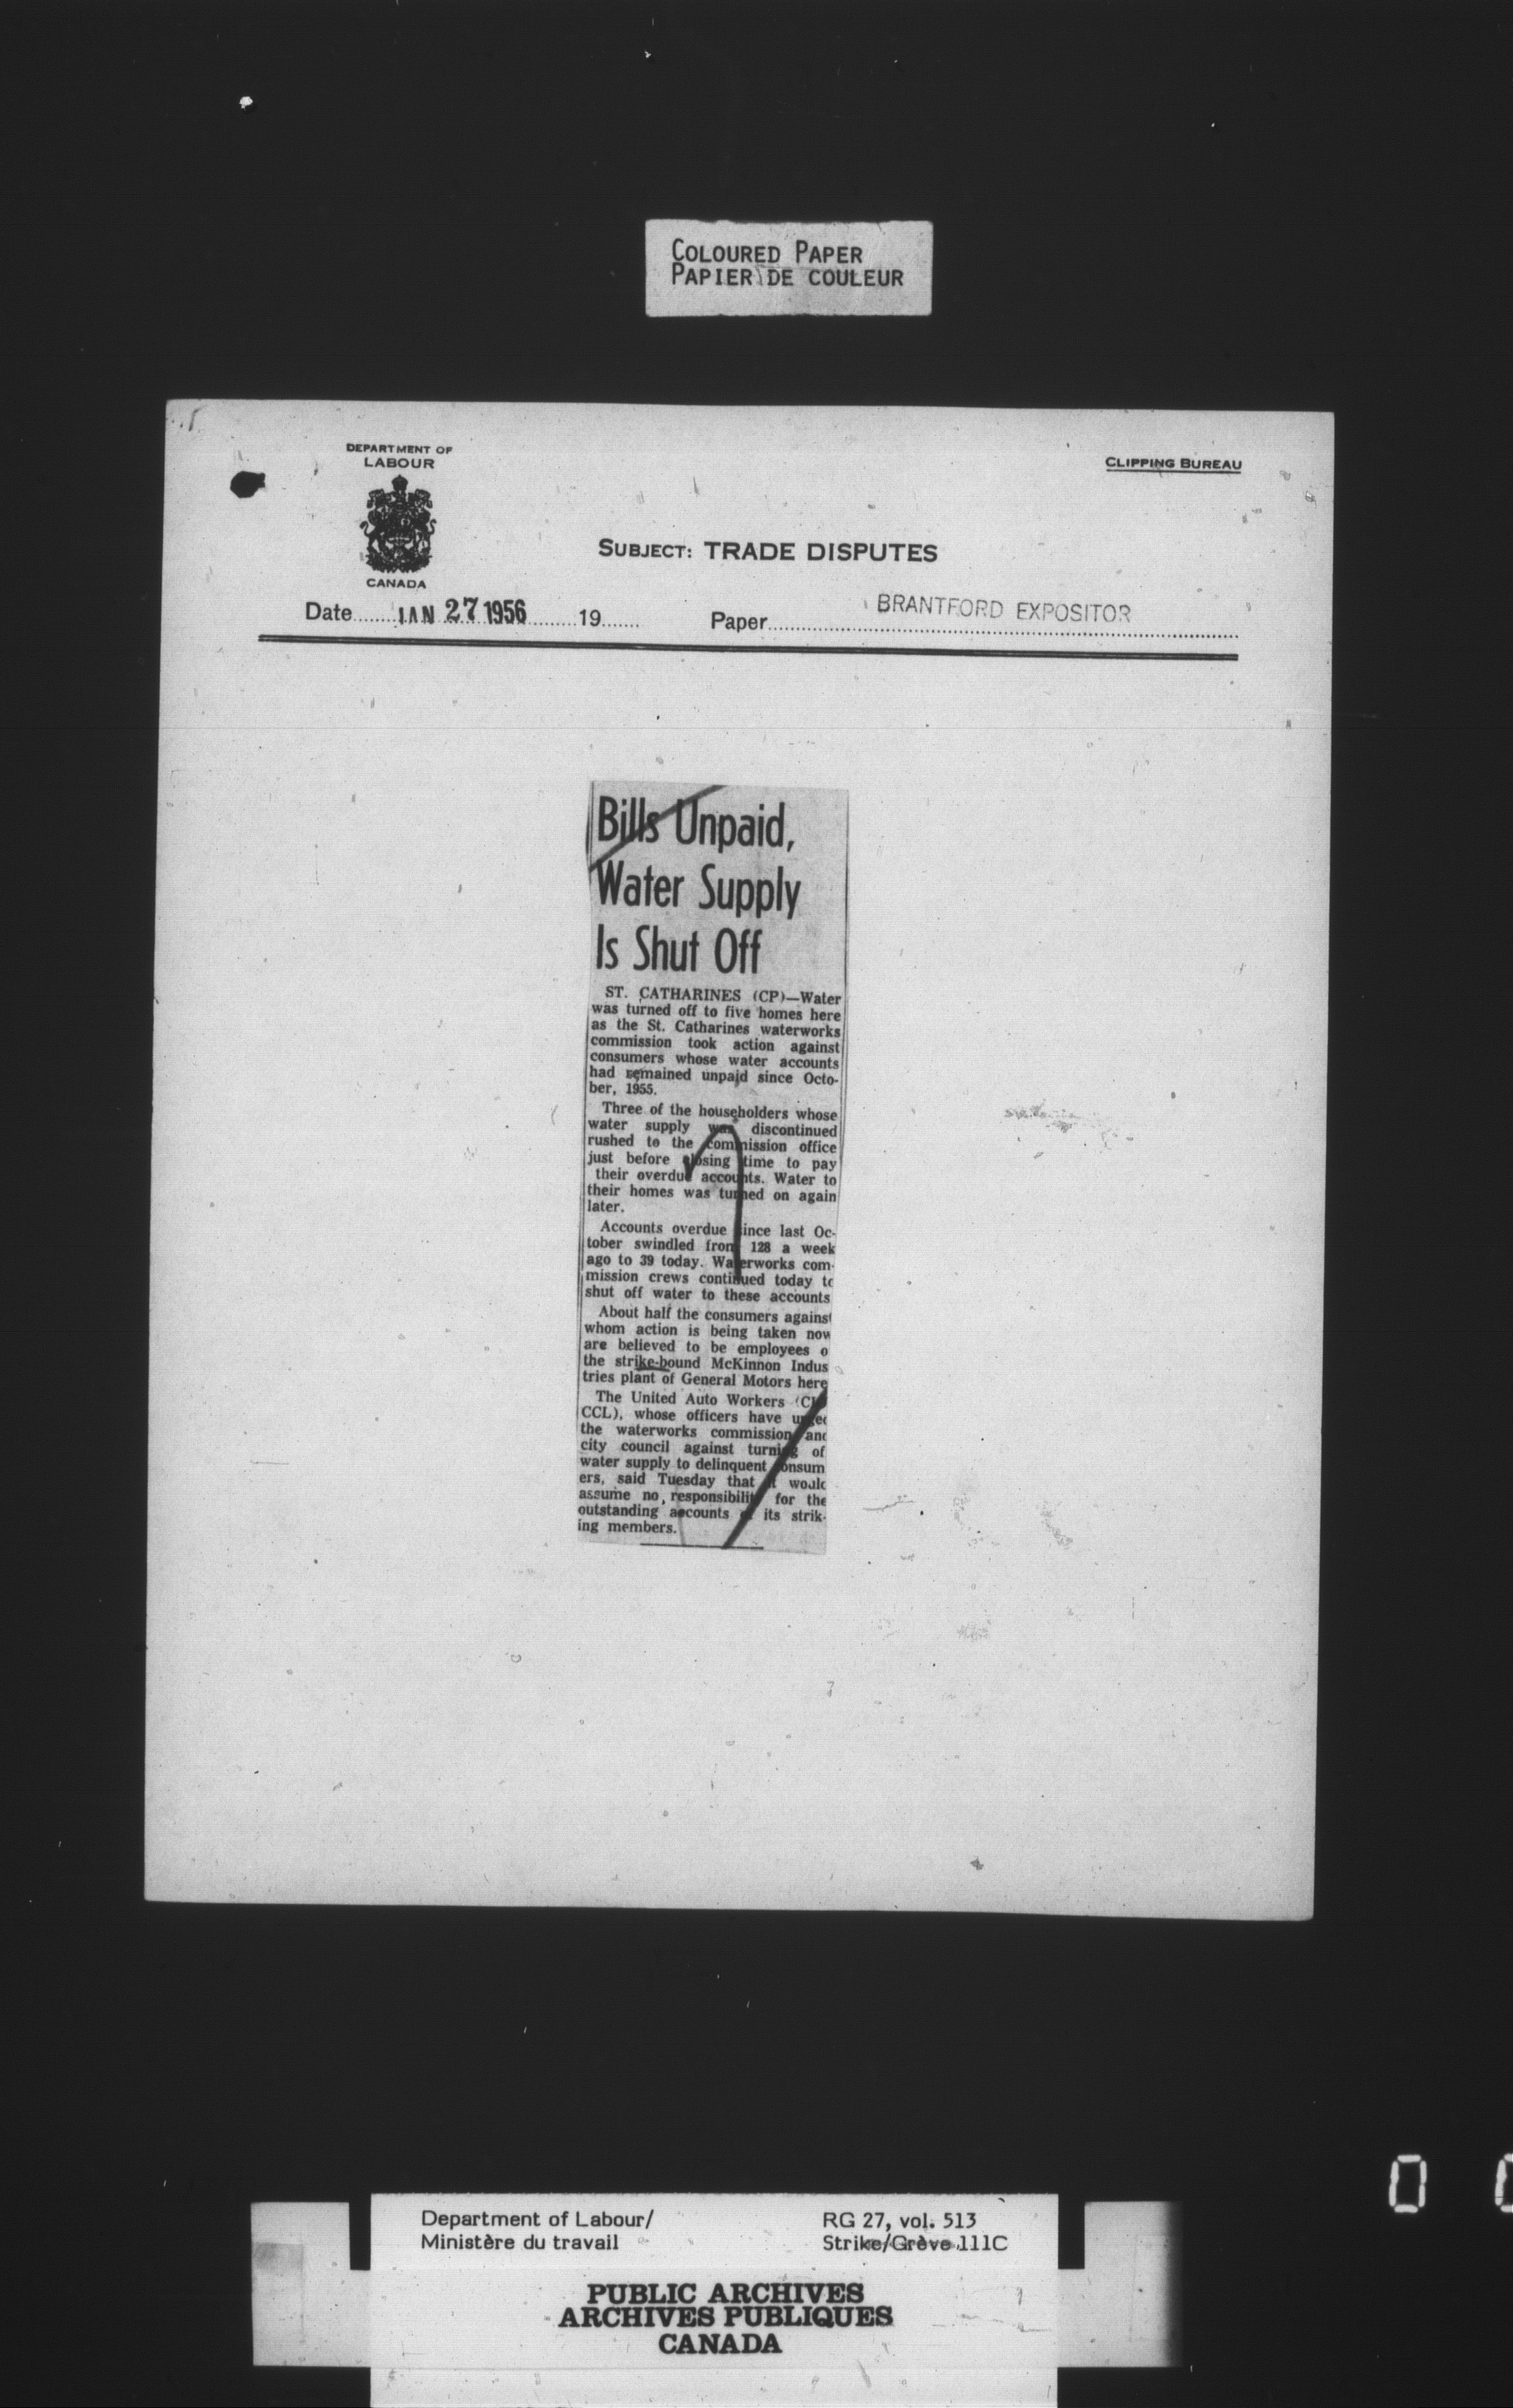 COLOURED PAPER
PAPIER DE COULEUR
DEPARTMENT OF
LABOUR
CANADA
CLIPPING BUREAU
SUBJECT: TRADE DISPUTES
Date JAN 27 1956 19
Paper BRANTFORD EXPOSITOR
Bills Unpaid,
Water Supply
Is Shut Off
ST. CATHARINES (CP)—Water
was turned off to five homes here
as the St. Catharines waterworks
commission took action against
consumers whose water accounts
had remained unpaid since Octo-
ber, 1955.
Three of the householders whose
water supply was discontinued
rushed to the commission office
just before closing time to pay
their overdue accounts. Water to
their homes was turned on again
later.
Accounts overdue since last Oc-
tober swindled from 128 a week
ago to 39 today. Waterworks com-
mission crews continued today to
shut off water to these accounts
About half the consumers against
whom action is being taken now
are believed to be employees o
the strike-bound McKinnon Indus
tries plant of General Motors here
The United Auto Workers (CIO
CCL), whose officers have urged
the waterworks commission and
city council against turning of
water supply to delinquent consum
ers, said Tuesday that it would
assume no responsibility for the
outstanding accounts of its strik-
ing members.
Department of Labour/
Ministère du travail
RG 27, vol. 513
Strike/Grève 111C
PUBLIC ARCHIVES
ARCHIVES PUBLIQUES
CANADA
0 0